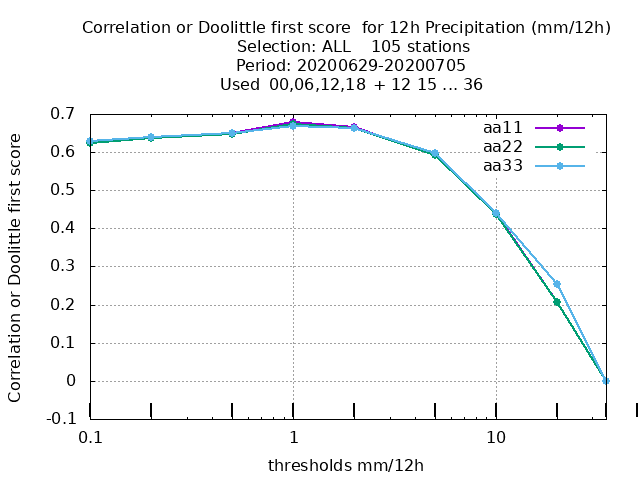 Correlation or Doolittle first score  for 12h Precipitation (mm/12h)
Selection: ALL    105 stations
Period: 20200629-20200705
Used  00,06,12,18  + 12 15 ... 36
Correlation or Doolittle first score
0.7
0.6
0.5
0.4
0.3
0.2
0.1
0
-0.1
aa11
aa22
aa33
0.1
1
10
thresholds mm/12h